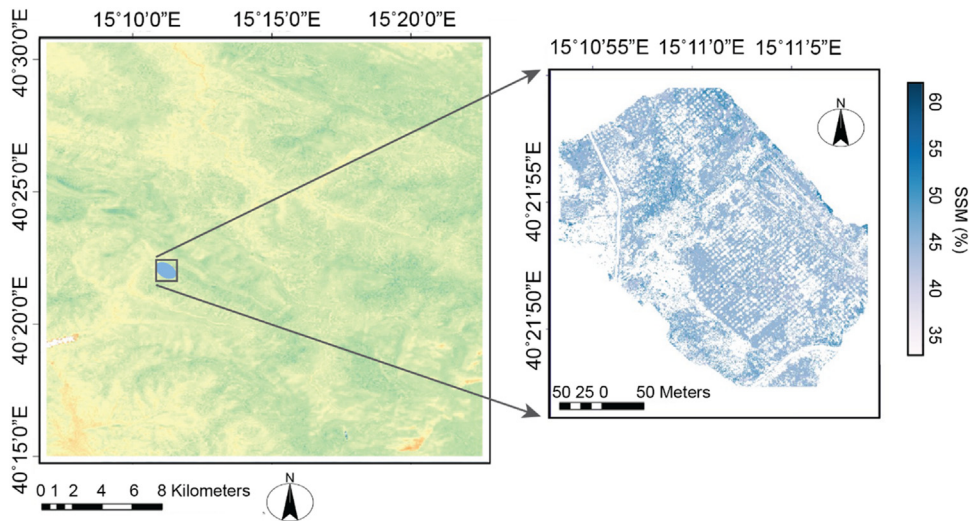 15°10'0”E 15°15'0”E 15°20'0”E
40°30'0”E
40°25'0”E
40°20'0”E
40°15'0”E
0 1 2 4 6 8 Kilometers
N
15°10'55”E 15°11'0”E 15°11'5”E
40°21'55”E
40°21'50”E
N
50 25 0 50 Meters
60
55
50
45
40
35
SSM (%)